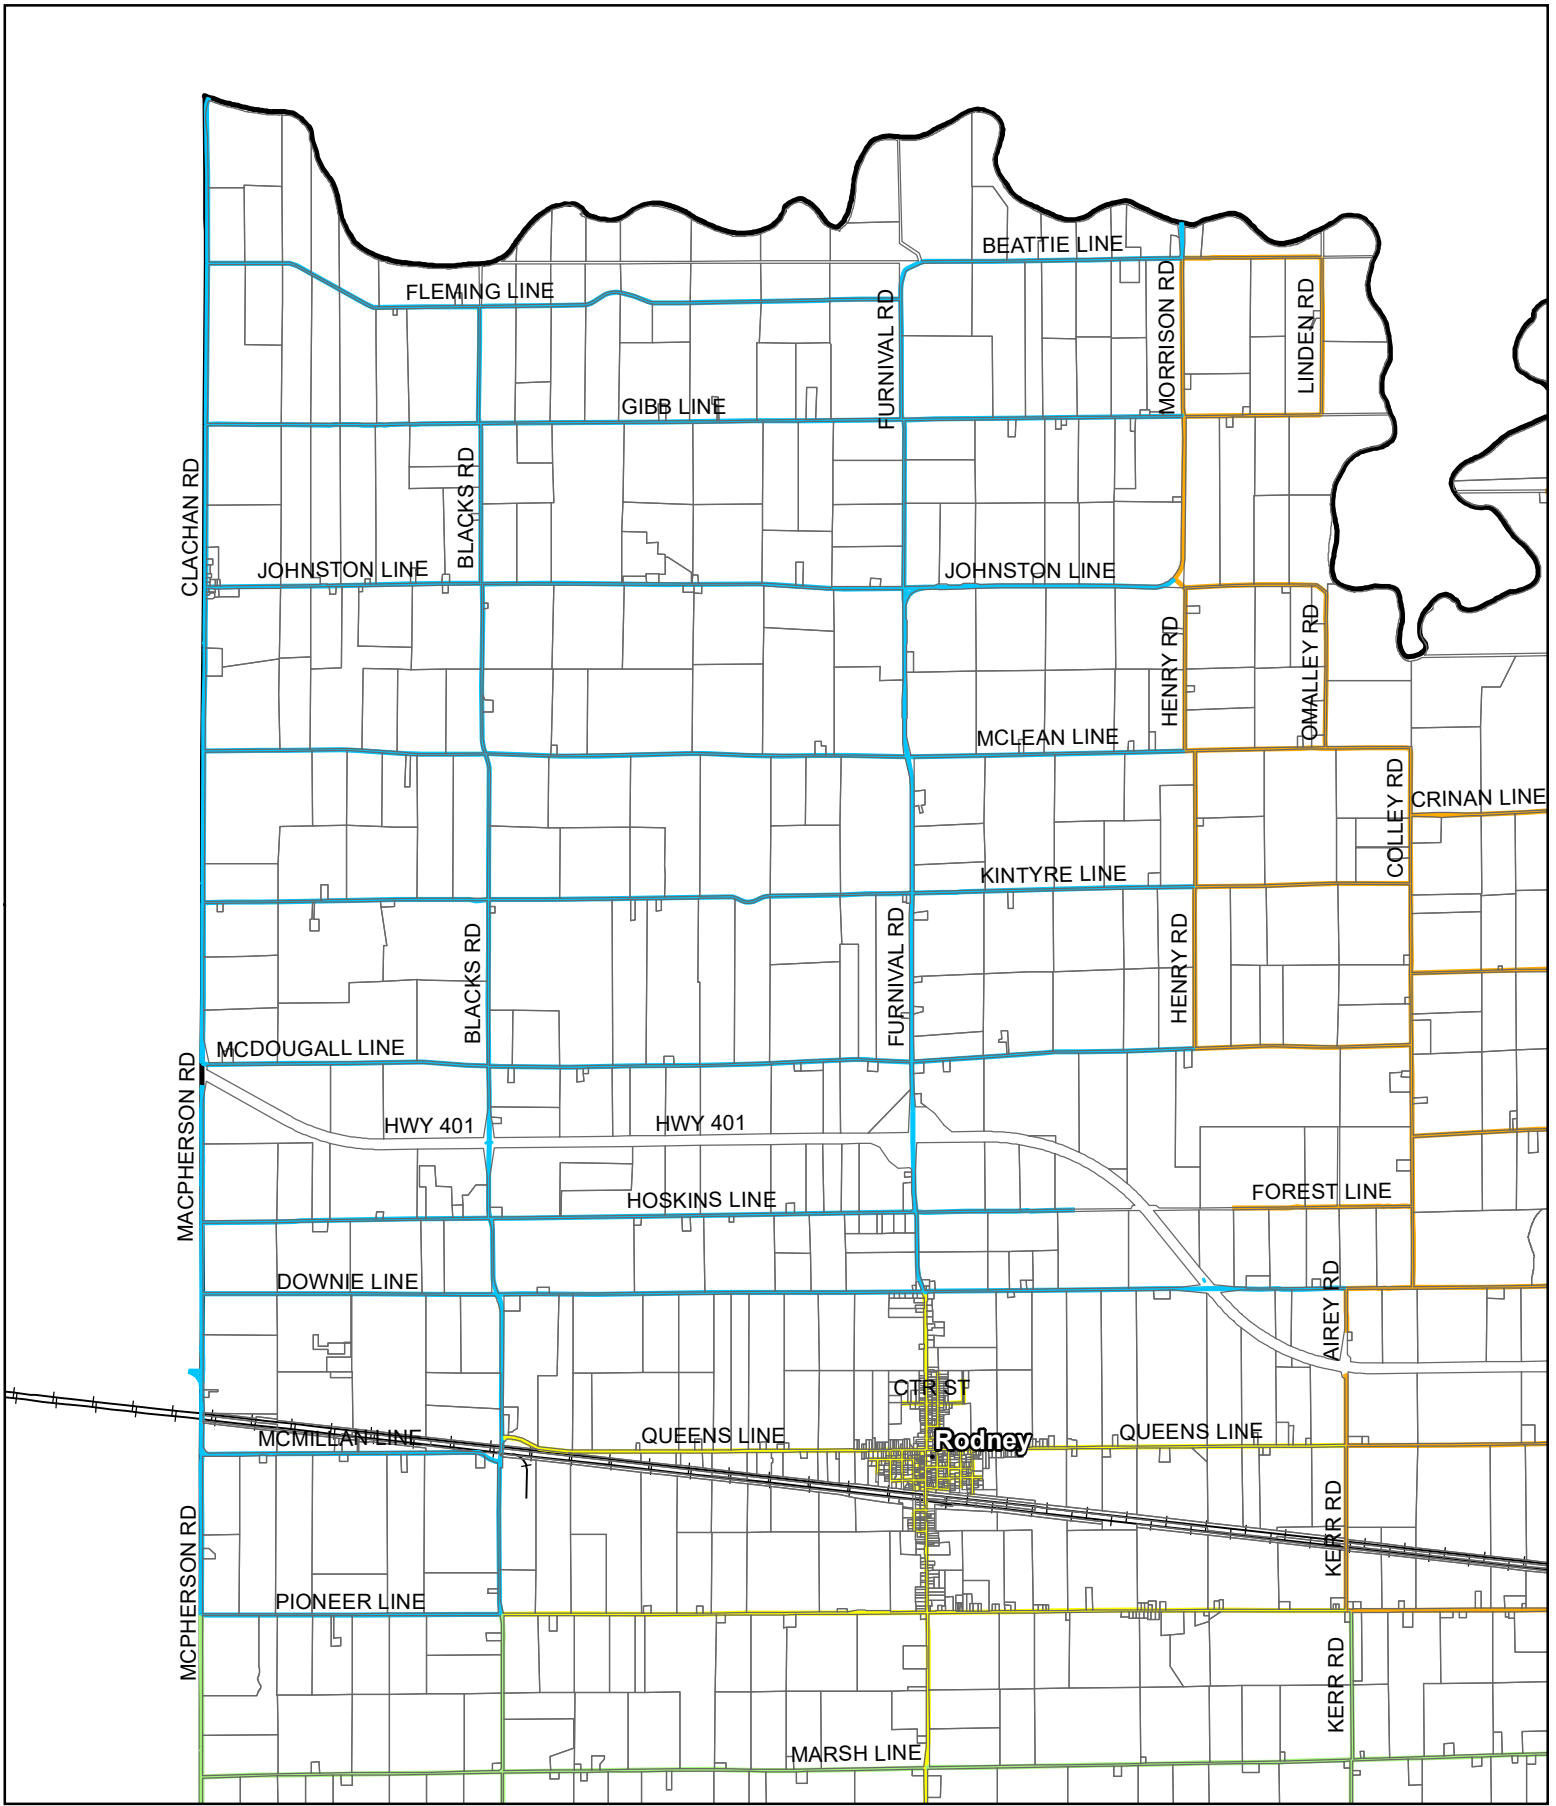 BEATTIE LINE
FLEMING LINE
FURNIVAL RD
MORRISON RD
LINDEN RD
GIBB LINE
CLACHAN RD
BLACKS RD
JOHNSTON LINE
JOHNSTON LINE
HENRY RD
OMALLEY RD
MCLEAN LINE
COLLEY RD
CRINAN LINE
KINTYRE LINE
BLACKS RD
FURNIVAL RD
HENRY RD
MCDOUGALL LINE
MACPHERSON RD
HWY 401
HWY 401
HOSKINS LINE
FOREST LINE
DOWNIE LINE
AIREY RD
CTR ST
MCMILLAN LINE
QUEENS LINE
Rodney
QUEENS LINE
MCPHERSON RD
KERR RD
PIONEER LINE
KERR RD
MARSH LINE